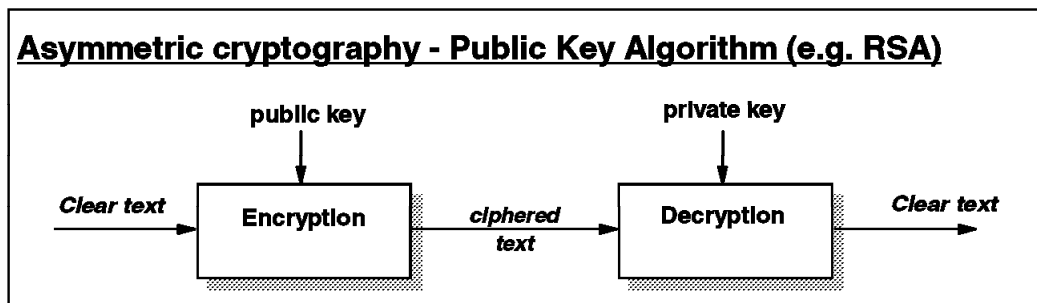 Asymmetric cryptography - Public Key Algorithm (e.g. RSA)
public key
private key
Clear text
Encryption
ciphered
text
Decryption
Clear text